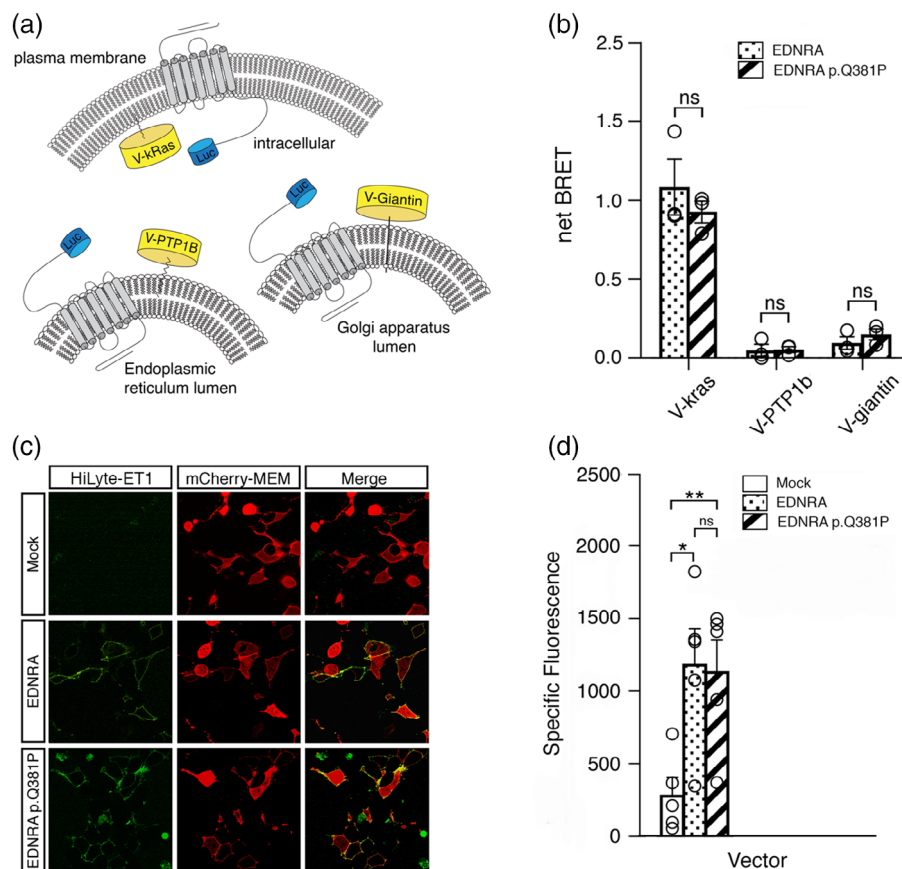 (a)
plasma membrane
V-kRas
Luc
intracellular
Luc
V-PTP1B
Luc
V-Giantin
Endoplasmic
reticulum lumen
Golgi apparatus
lumen
(b)
EDNRA
EDNRA p.Q381P
net BRET
2.5
1.5
1.0
0.5
0.0
ns
ns
ns
V-kras
V-PTP1b
V-giantin
(c)
HiLyte-ET1
mCherry-MEM
Merge
Mock
EDNRA
EDNRA p.Q381P
(d)
Mock
EDNRA
EDNRA p.Q381P
Specific Fluorescence
2500
2000
1500
1000
500
0
**
ns
*
Vector